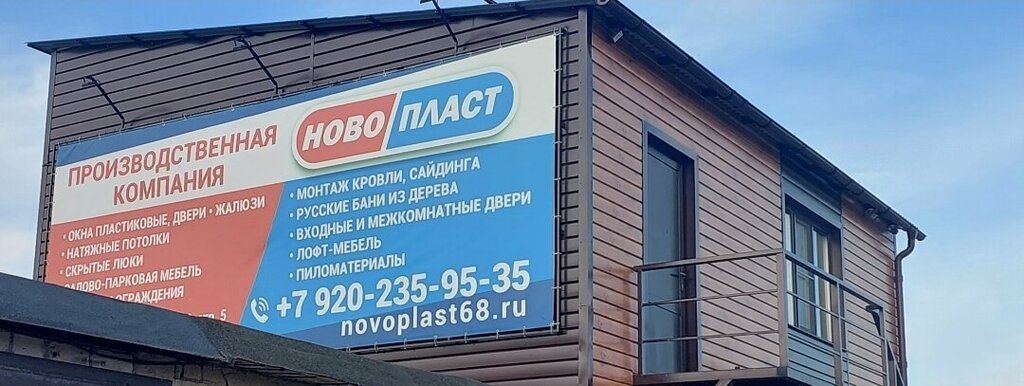 ПРОИЗВОДСТВЕННАЯ
КОМПАНИЯ
НОВО ПЛАСТ
• ОКНА ПЛАСТИКОВЫЕ, ДВЕРИ • ЖАЛЮЗИ
• НАТЯЖНЫЕ ПОТОЛКИ
• СКРЫТЫЕ ЛЮКИ
САДОВО-ПАРКОВАЯ МЕБЕЛЬ
ОГРАЖДЕНИЯ
• МОНТАЖ КРОВЛИ, САЙДИНГА
• РУССКИЕ БАНИ ИЗ ДЕРЕВА
• ВХОДНЫЕ И МЕЖКОМНАТНЫЕ ДВЕРИ
• ЛОФТ-МЕБЕЛЬ
• ПИЛОМАТЕРИАЛЫ
+7 920-235-95-35
novoplast68.ru